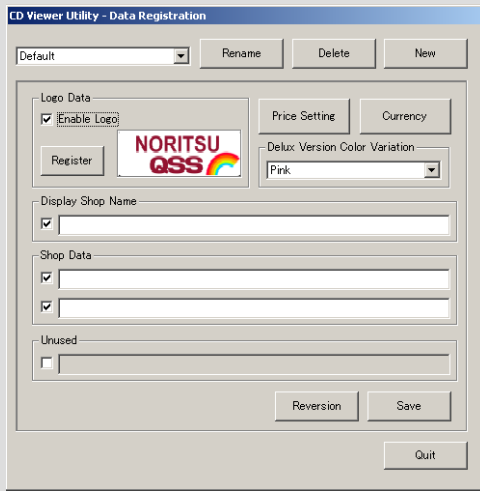 CD Viewer Utility - Data Registration
Default
Rename
Delete
New
Logo Data
Enable Logo
Register
NORITSU
QSS
Price Setting
Currency
Delux Version Color Variation
Pink
Display Shop Name
Shop Data
Unused
Reversion
Save
Quit